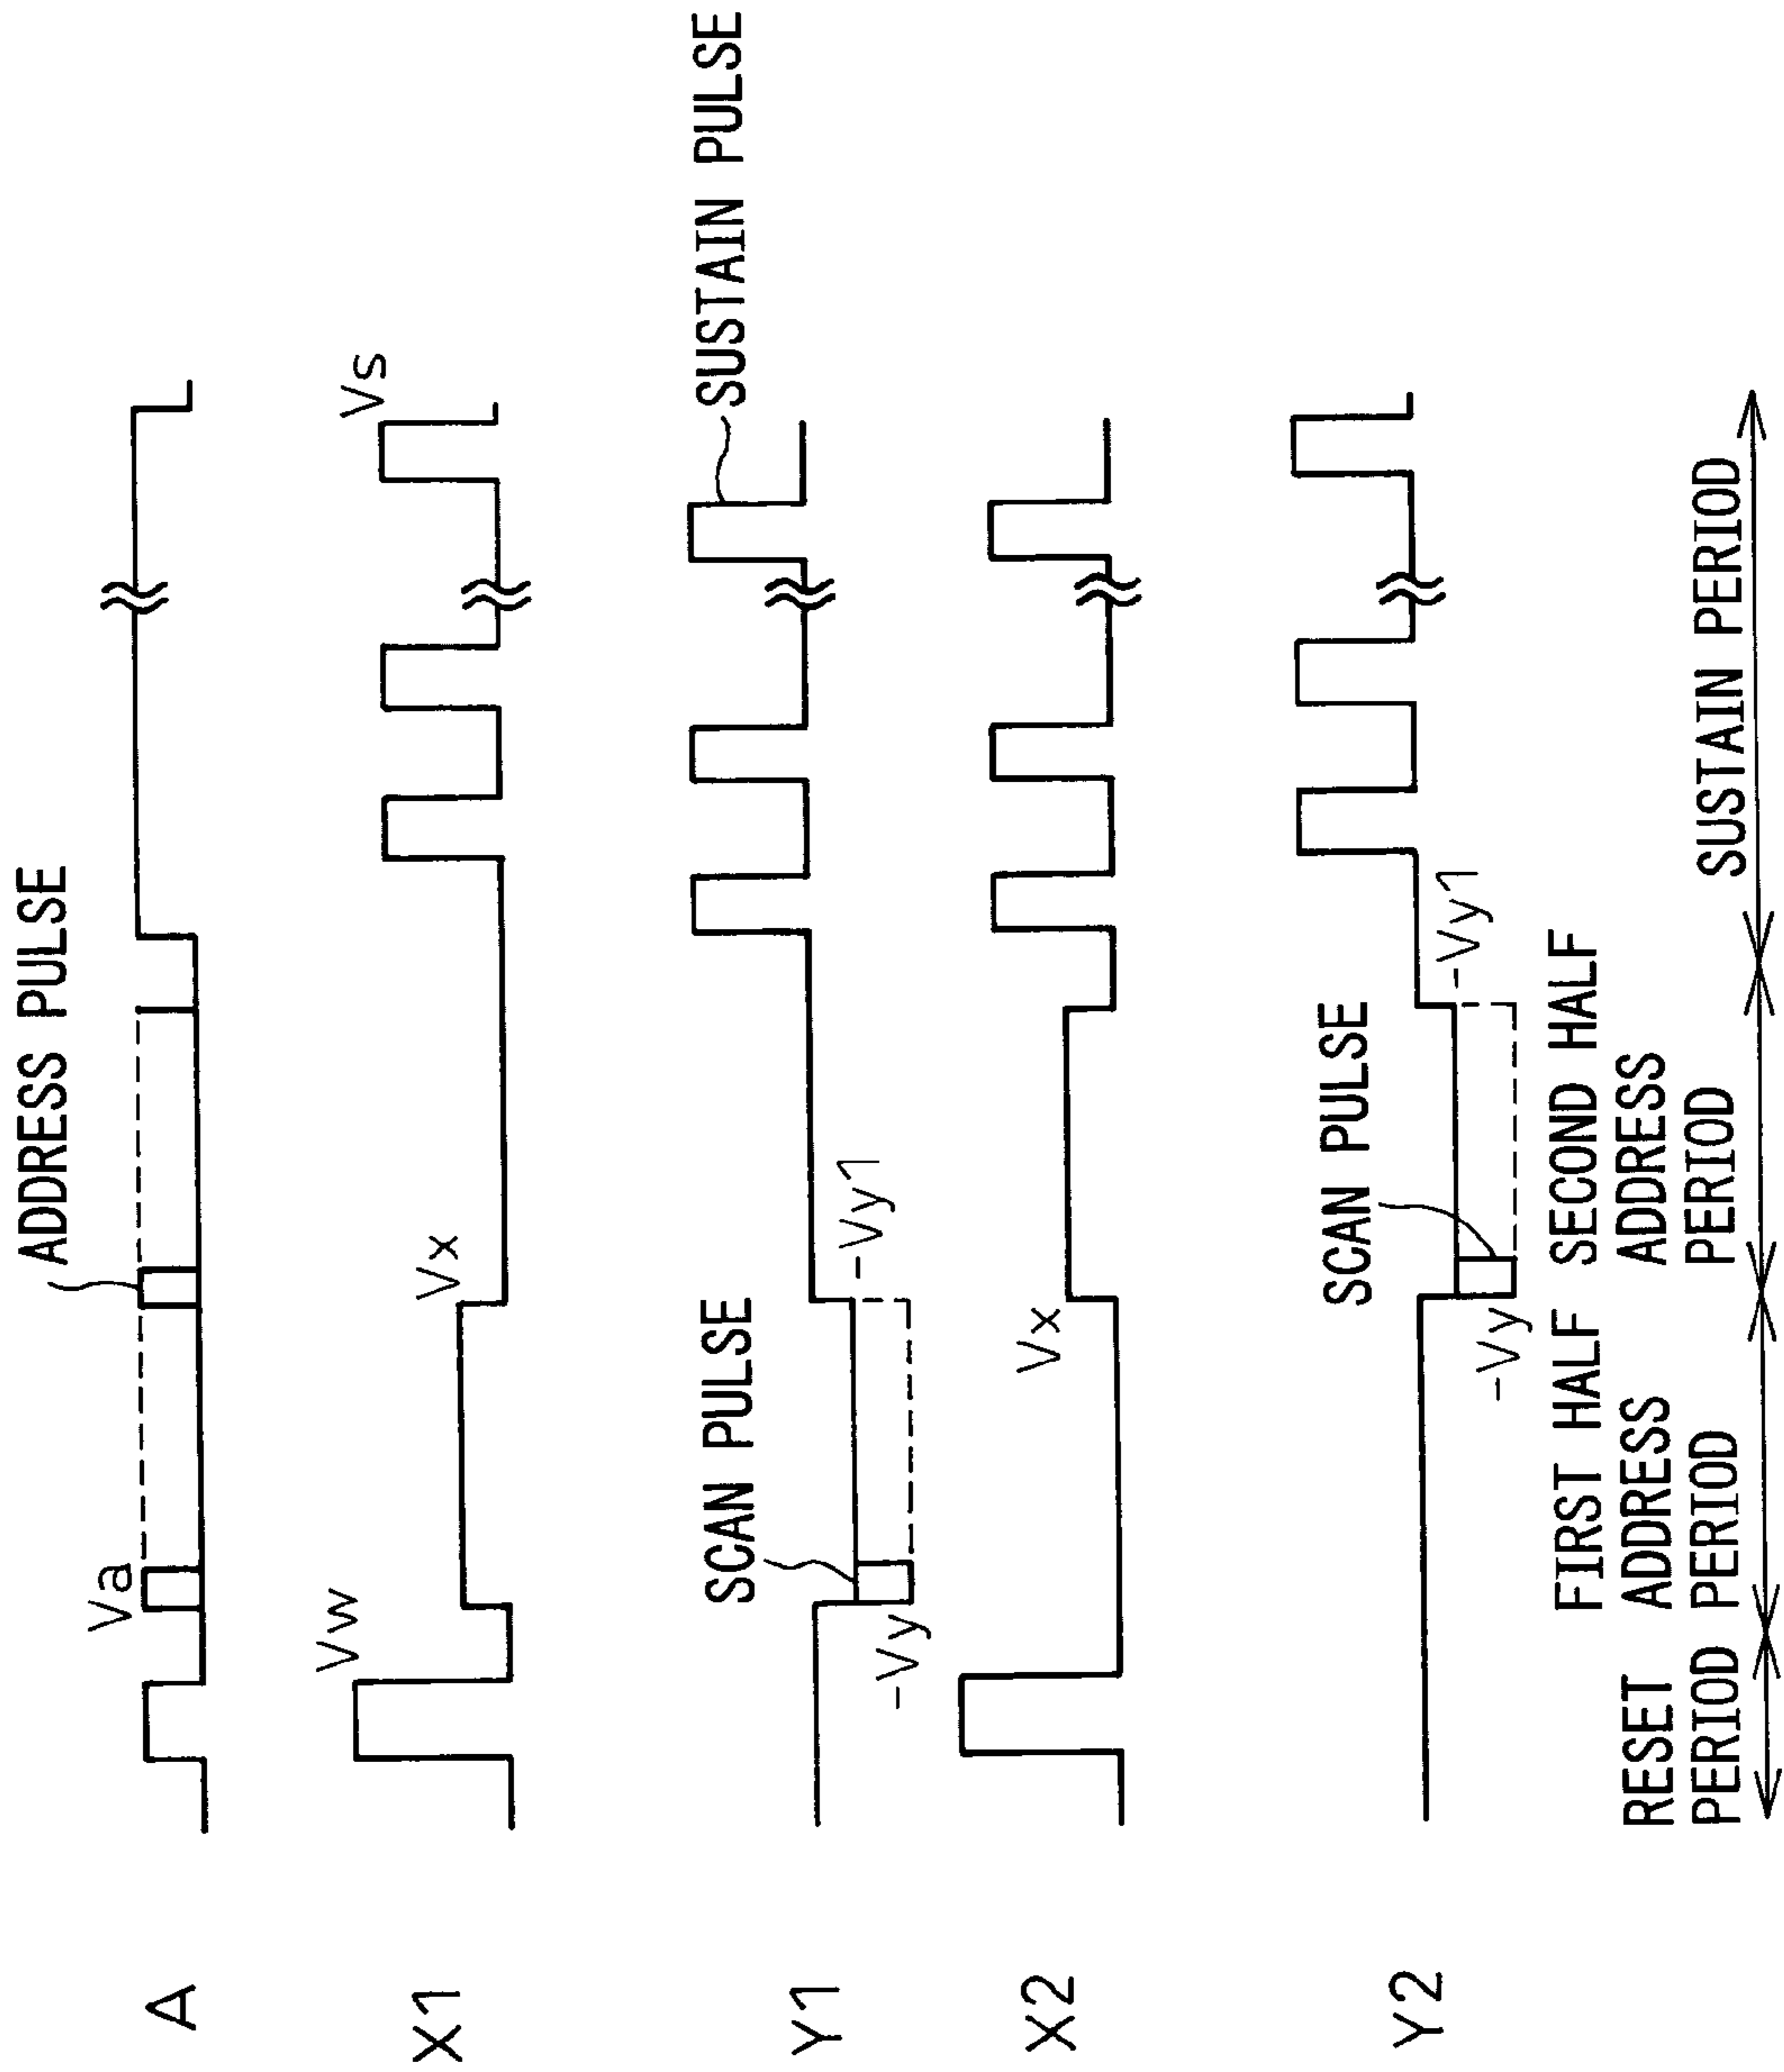 ADDRESS PULSE
A
Va
X1
Vw
Vx
Vs
SCAN PULSE
SUSTAIN PULSE
Y1
-Vy
-Vy1
X2
Vx
SCAN PULSE
Y2
-Vy
-Vy1
RESET
PERIOD
FIRST HALF
ADDRESS
PERIOD
SECOND HALF
ADDRESS
PERIOD
SUSTAIN PERIOD